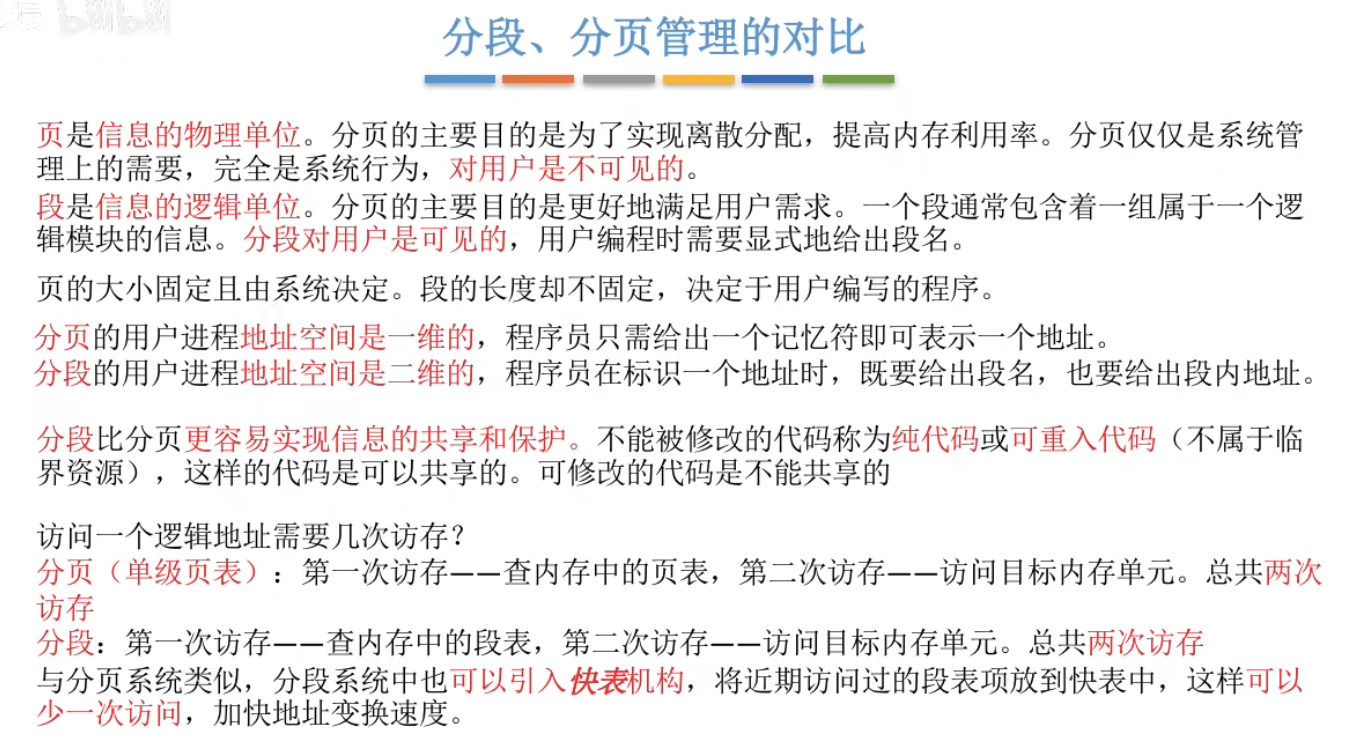 bilibili
分段、分页管理的对比
页是信息的物理单位。分页的主要目的是为了实现离散分配，提高内存利用率。分页仅仅是系统管
理上的需要，完全是系统行为，对用户是不可见的。
段是信息的逻辑单位。分页的主要目的是更好地满足用户需求。一个段通常包含着一组属于一个逻
辑模块的信息。分段对用户是可见的，用户编程时需要显式地给出段名。
页的大小固定且由系统决定。段的长度却不固定，决定于用户编写的程序。
分页的用户进程地址空间是一维的，程序员只需给出一个记忆符即可表示一个地址。
分段的用户进程地址空间是二维的，程序员在标识一个地址时，既要给出段名，也要给出段内地址。
分段比分页更容易实现信息的共享和保护。不能被修改的代码称为纯代码或可重入代码（不属于临
界资源），这样的代码是可以共享的。可修改的代码是不能共享的
访问一个逻辑地址需要几次访存？
分页（单级页表）：第一次访存——查内存中的页表，第二次访存——访问目标内存单元。总共两次
访存
分段：第一次访存——查内存中的段表，第二次访存——访问目标内存单元。总共两次访存
与分页系统类似，分段系统中也可以引入快表机构，将近期访问过的段表项放到快表中，这样可以
少一次访问，加快地址变换速度。